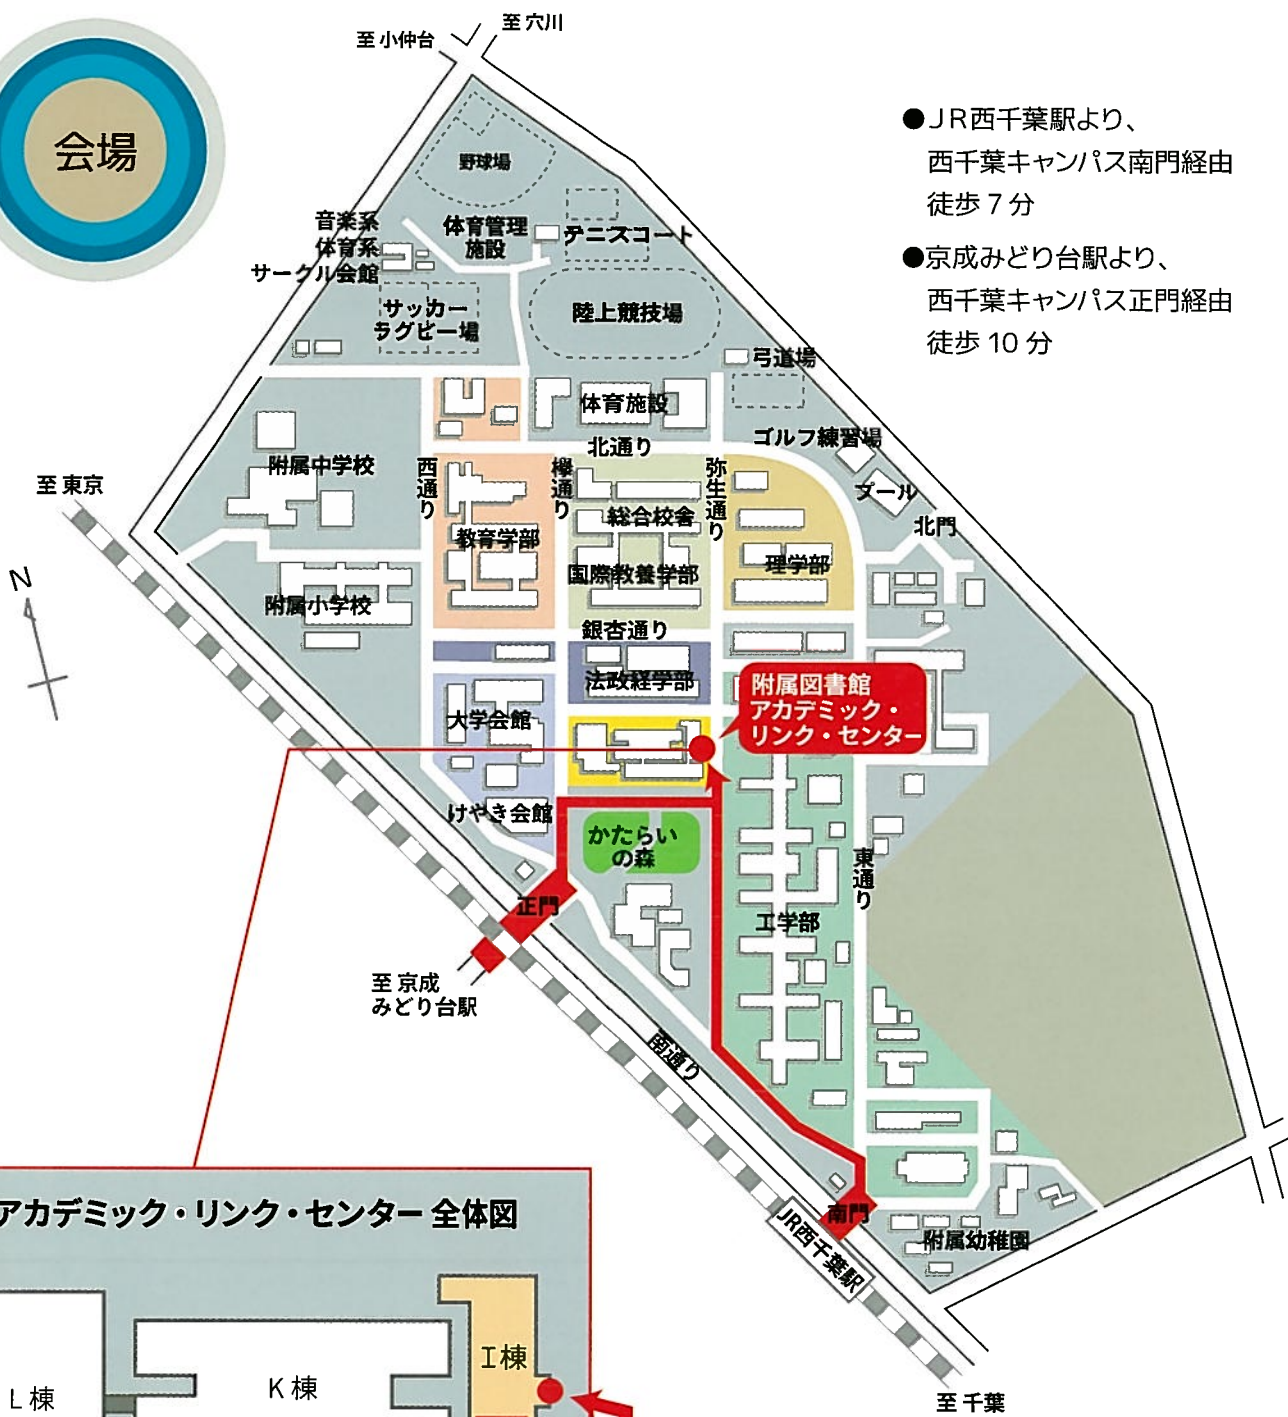 会場
●JR西千葉駅より、
西千葉キャンパス南門経由
徒歩7分
●京成みどり台駅より、
西千葉キャンパス正門経由
徒歩10分
至 小仲台
至 穴川
野球場
音楽系
体育系
サークル会館
体育管理
施設
テニスコート
サッカー
ラグビー場
陸上競技場
弓道場
体育施設
北通り
ゴルフ練習場
プール
北門
附属中学校
西通り
欅通り
弥生通り
至 東京
教育学部
総合校舎
国際教養学部
理学部
N
附属小学校
銀杏通り
法政経学部
大学会館
附属図書館
アカデミック・
リンク・センター
けやき会館
かたらい
の森
東通り
正門
工学部
至 京成
みどり台駅
南通り
南門
JR西千葉駅
附属幼稚園
至 千葉
アカデミック・リンク・センター 全体図
I棟
K棟
L棟